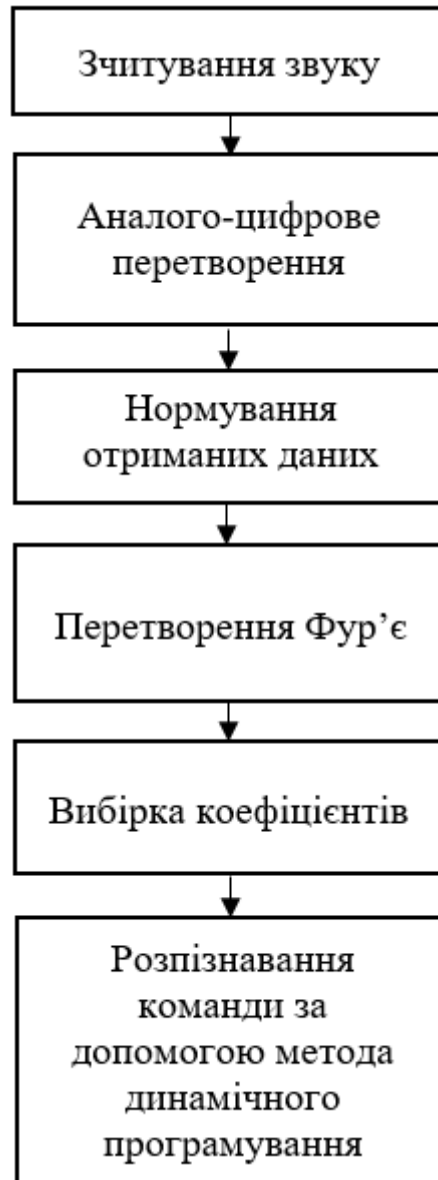 Зчитування звуку
Аналого-цифрове
перетворення
Нормування
отриманих даних
Перетворення Фур’є
Вибірка коефіцієнтів
Розпізнавання
команди за
допомогою метода
динамічного
програмування